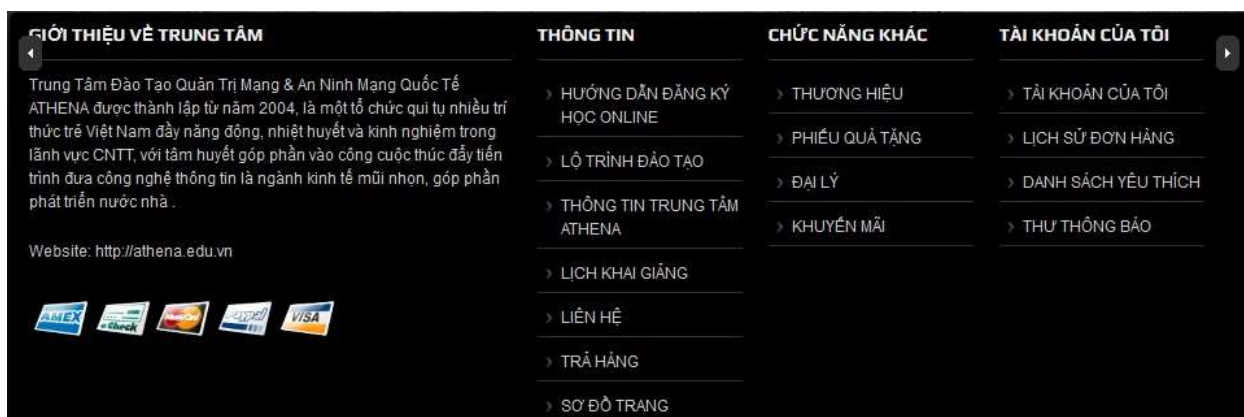 GIỚI THIỆU VỀ TRUNG TÂM
Trung Tâm Đào Tạo Quản Trị Mạng & An Ninh Mạng Quốc Tế
ATHENA được thành lập từ năm 2004, là một tổ chức qui tụ nhiều trí
thức trẻ Việt Nam đầy năng động, nhiệt huyết và kinh nghiệm trong
lãnh vực CNTT, với tâm huyết góp phần vào công cuộc thúc đẩy tiến
trình đưa công nghệ thông tin là ngành kinh tế mũi nhọn, góp phần
phát triển nước nhà .
Website: http://athena.edu.vn
AMEX
eCheck
MasterCard
PayPal
VISA
THÔNG TIN
HƯỚNG DẪN ĐĂNG KÝ
HỌC ONLINE
LỘ TRÌNH ĐÀO TẠO
THÔNG TIN TRUNG TÂM
ATHENA
LỊCH KHAI GIẢNG
LIÊN HỆ
TRẢ HÀNG
SƠ ĐỒ TRANG
CHỨC NĂNG KHÁC
THƯƠNG HIỆU
PHIẾU QUÀ TẶNG
ĐẠI LÝ
KHUYẾN MÃI
TÀI KHOẢN CỦA TÔI
TÀI KHOẢN CỦA TÔI
LỊCH SỬ ĐƠN HÀNG
DANH SÁCH YÊU THÍCH
THƯ THÔNG BÁO